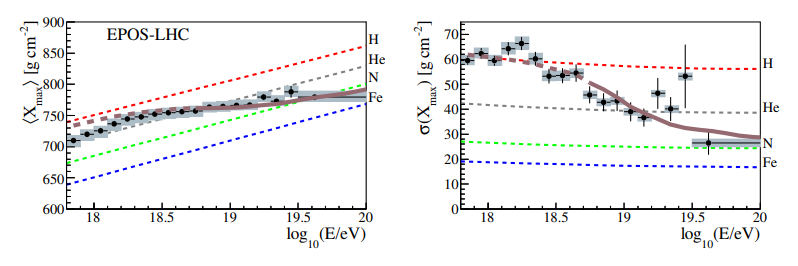 ⟨X_max⟩ [g cm⁻²]
900
850
800
750
700
650
600
EPOS-LHC
H
He
N
Fe
18
18.5
19
19.5
20
log₁₀(E/eV)
σ(X_max) [g cm⁻²]
70
60
50
40
30
20
10
0
H
He
N
Fe
18
18.5
19
19.5
20
log₁₀(E/eV)